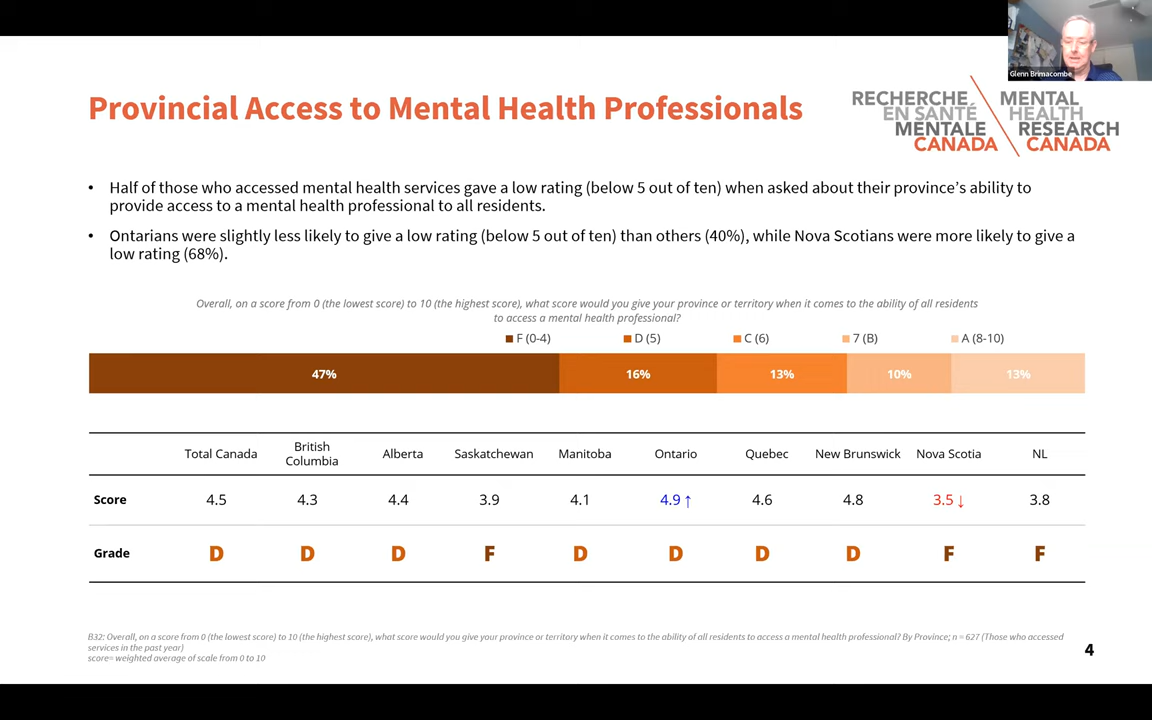 Glenn Brimacombe
Provincial Access to Mental Health Professionals
RECHERCHE
EN SANTÉ
MENTALE
CANADA
MENTAL
HEALTH
RESEARCH
CANADA
• Half of those who accessed mental health services gave a low rating (below 5 out of ten) when asked about their province's ability to
provide access to a mental health professional to all residents.
• Ontarians were slightly less likely to give a low rating (below 5 out of ten) than others (40%), while Nova Scotians were more likely to give a
low rating (68%).
Overall, on a score from 0 (the lowest score) to 10 (the highest score), what score would you give your province or territory when it comes to the ability of all residents
to access a mental health professional?
F (0-4) D (5) C (6) 7 (B) A (8-10)
47% 16% 13% 10% 13%
Total Canada British Columbia Alberta Saskatchewan Manitoba Ontario Quebec New Brunswick Nova Scotia NL
Score 4.5 4.3 4.4 3.9 4.1 4.9 ↑ 4.6 4.8 3.5 ↓ 3.8
Grade D D D F D D D D F F
B32: Overall, on a score from 0 (the lowest score) to 10 (the highest score), what score would you give your province or territory when it comes to the ability of all residents to access a mental health professional? By Province; n = 627 (Those who accessed
services in the past year)
score= weighted average of scale from 0 to 10
4